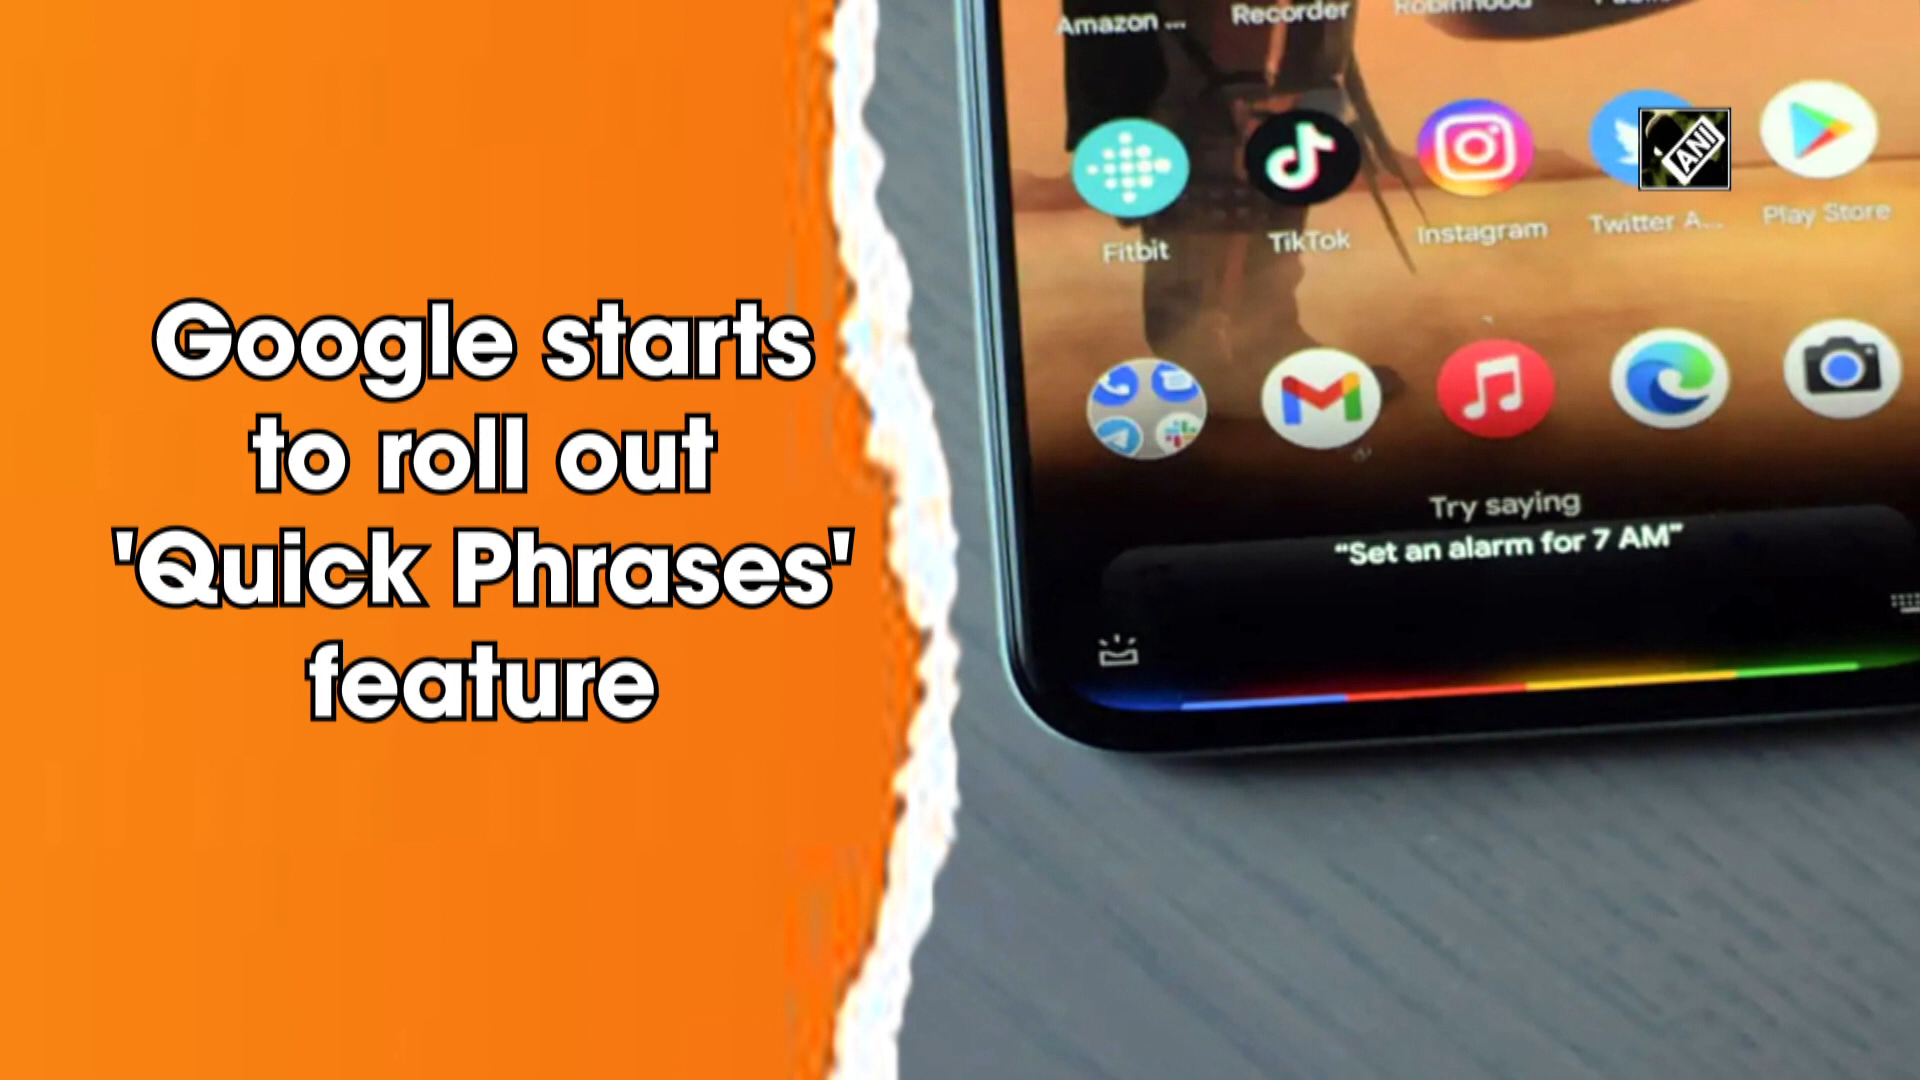 Google starts
to roll out
'Quick Phrases'
feature
Amazon ...
Recorder
Robinhood
Fitbit
TikTok
Instagram
Twitter A...
Play Store
ANI
Try saying
“Set an alarm for 7 AM”